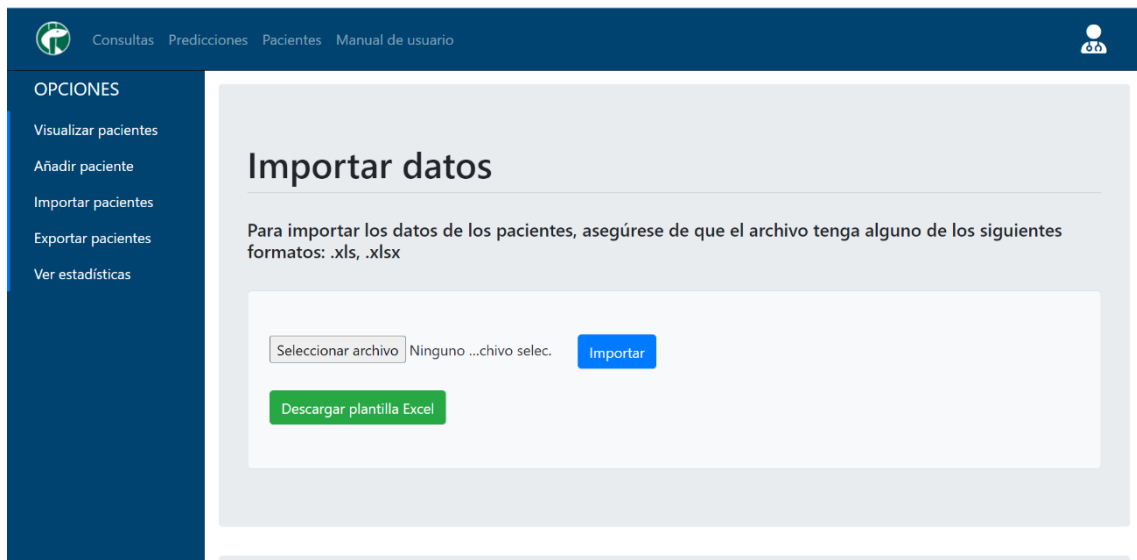 Consultas Predicciones Pacientes Manual de usuario
OPCIONES
Visualizar pacientes
Añadir paciente
Importar pacientes
Exportar pacientes
Ver estadísticas
Importar datos
Para importar los datos de los pacientes, asegúrese de que el archivo tenga alguno de los siguientes
formatos: .xls, .xlsx
Seleccionar archivo Ninguno ...chivo selec. Importar
Descargar plantilla Excel